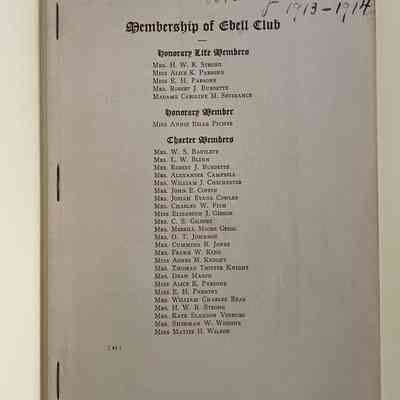 1913-1914
Membership of Ebell Club
Honorary Life Members
Mrs. H. W. R. Strong
Miss Alice K. Parsons
Miss E. H. Parsons
Mrs. Robert J. Burdette
Madame Caroline M. Severance
Honorary Member
Miss Annie Esler
Charter Members
Mrs. W. S. Bartlett
Mrs. L. W. Blinn
Mrs. Robert J. Burdette
Mrs. Alexander Campbell
Mrs. William J. Chichester
Mrs. John E. Coffin
Mrs. Josiah Evans Cowles
Mrs. Charles W. Fish
Miss Elizabeth J. Gibson
Mrs. C. S. Gilbert
Mrs. Merrill Moore Grigg
Mrs. O. T. Johnson
Mrs. Cummins B. Jones
Mrs. Frank W. King
Miss Agnes M. Knight
Mrs. Thomas Trotter Knight
Mrs. Dean Mason
Miss Alice K. Parsons
Miss E. H. Parsons
Mrs. William Charles Read
Mrs. H. W. R. Strong
Mrs. Kate Slauson Vosburg
Mrs. Sherman W. Wiggins
Miss Mattie H. Wilson